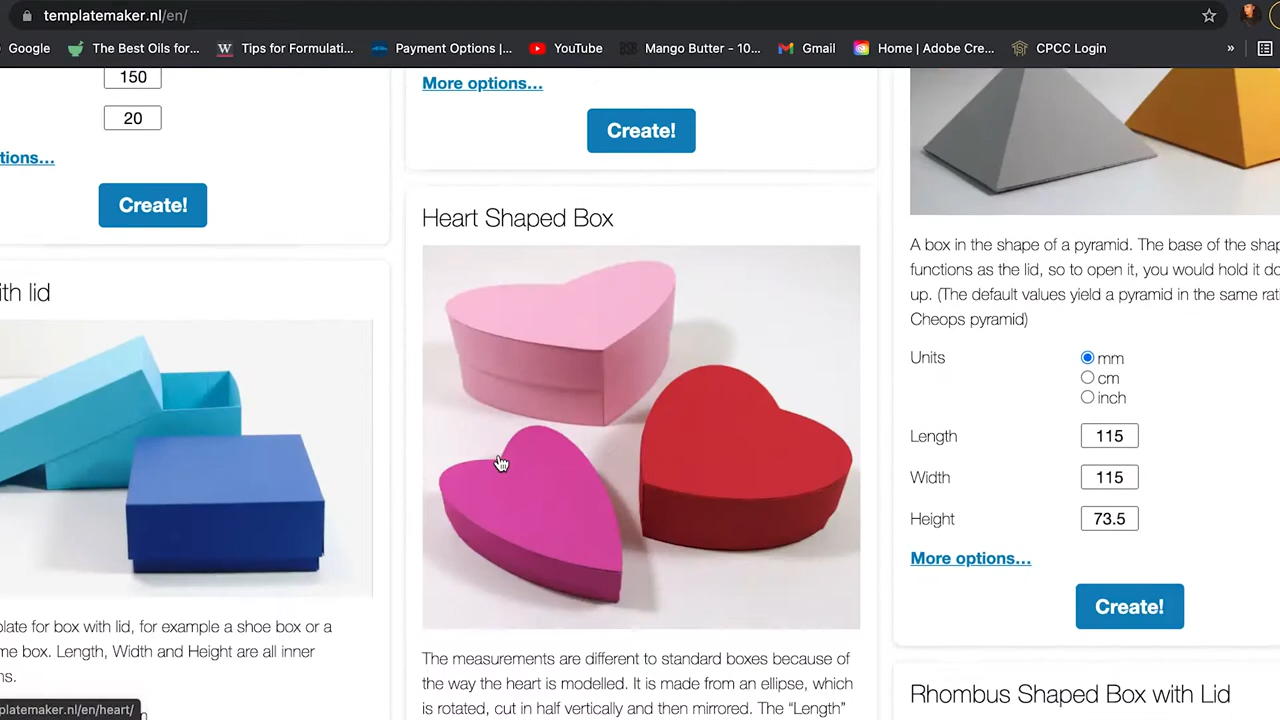 templatemaker.nl/en/
Google
The Best Oils for...
W
Tips for Formulati...
Payment Options |...
YouTube
BSB
Mango Butter - 10...
Gmail
Home | Adobe Cre...
CPCC Login
»
150
20
tions...
Create!
ith lid
plate for box with lid, for example a shoe box or a
me box. Length, Width and Height are all inner
ns.
templatemaker.nl/en/heart/
More options...
Create!
Heart Shaped Box
The measurements are different to standard boxes because of
the way the heart is modelled. It is made from an ellipse, which
is rotated, cut in half vertically and then mirrored. The “Length”
A box in the shape of a pyramid. The base of the shap
functions as the lid, so to open it, you would hold it do
up. (The default values yield a pyramid in the same rati
Cheops pyramid)
Units
mm
cm
inch
Length 115
Width 115
Height 73.5
More options...
Create!
Rhombus Shaped Box with Lid